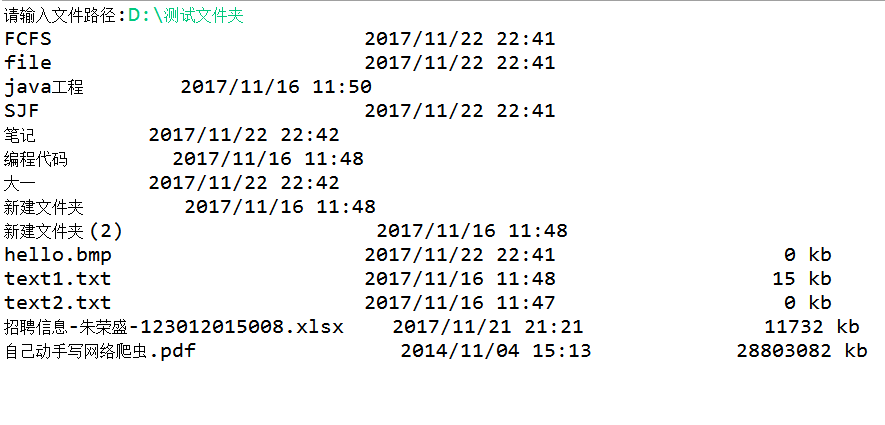 请输入文件路径:D:\测试文件夹
FCFS 2017/11/22 22:41
file 2017/11/22 22:41
java工程 2017/11/16 11:50
SJF 2017/11/22 22:41
笔记 2017/11/22 22:42
编程代码 2017/11/16 11:48
大一 2017/11/22 22:42
新建文件夹 2017/11/16 11:48
新建文件夹 (2) 2017/11/16 11:48
hello.bmp 2017/11/22 22:41 0 kb
text1.txt 2017/11/16 11:48 15 kb
text2.txt 2017/11/16 11:47 0 kb
招聘信息-朱荣盛-123012015008.xlsx 2017/11/21 21:21 11732 kb
自己动手写网络爬虫.pdf 2014/11/04 15:13 28803082 kb